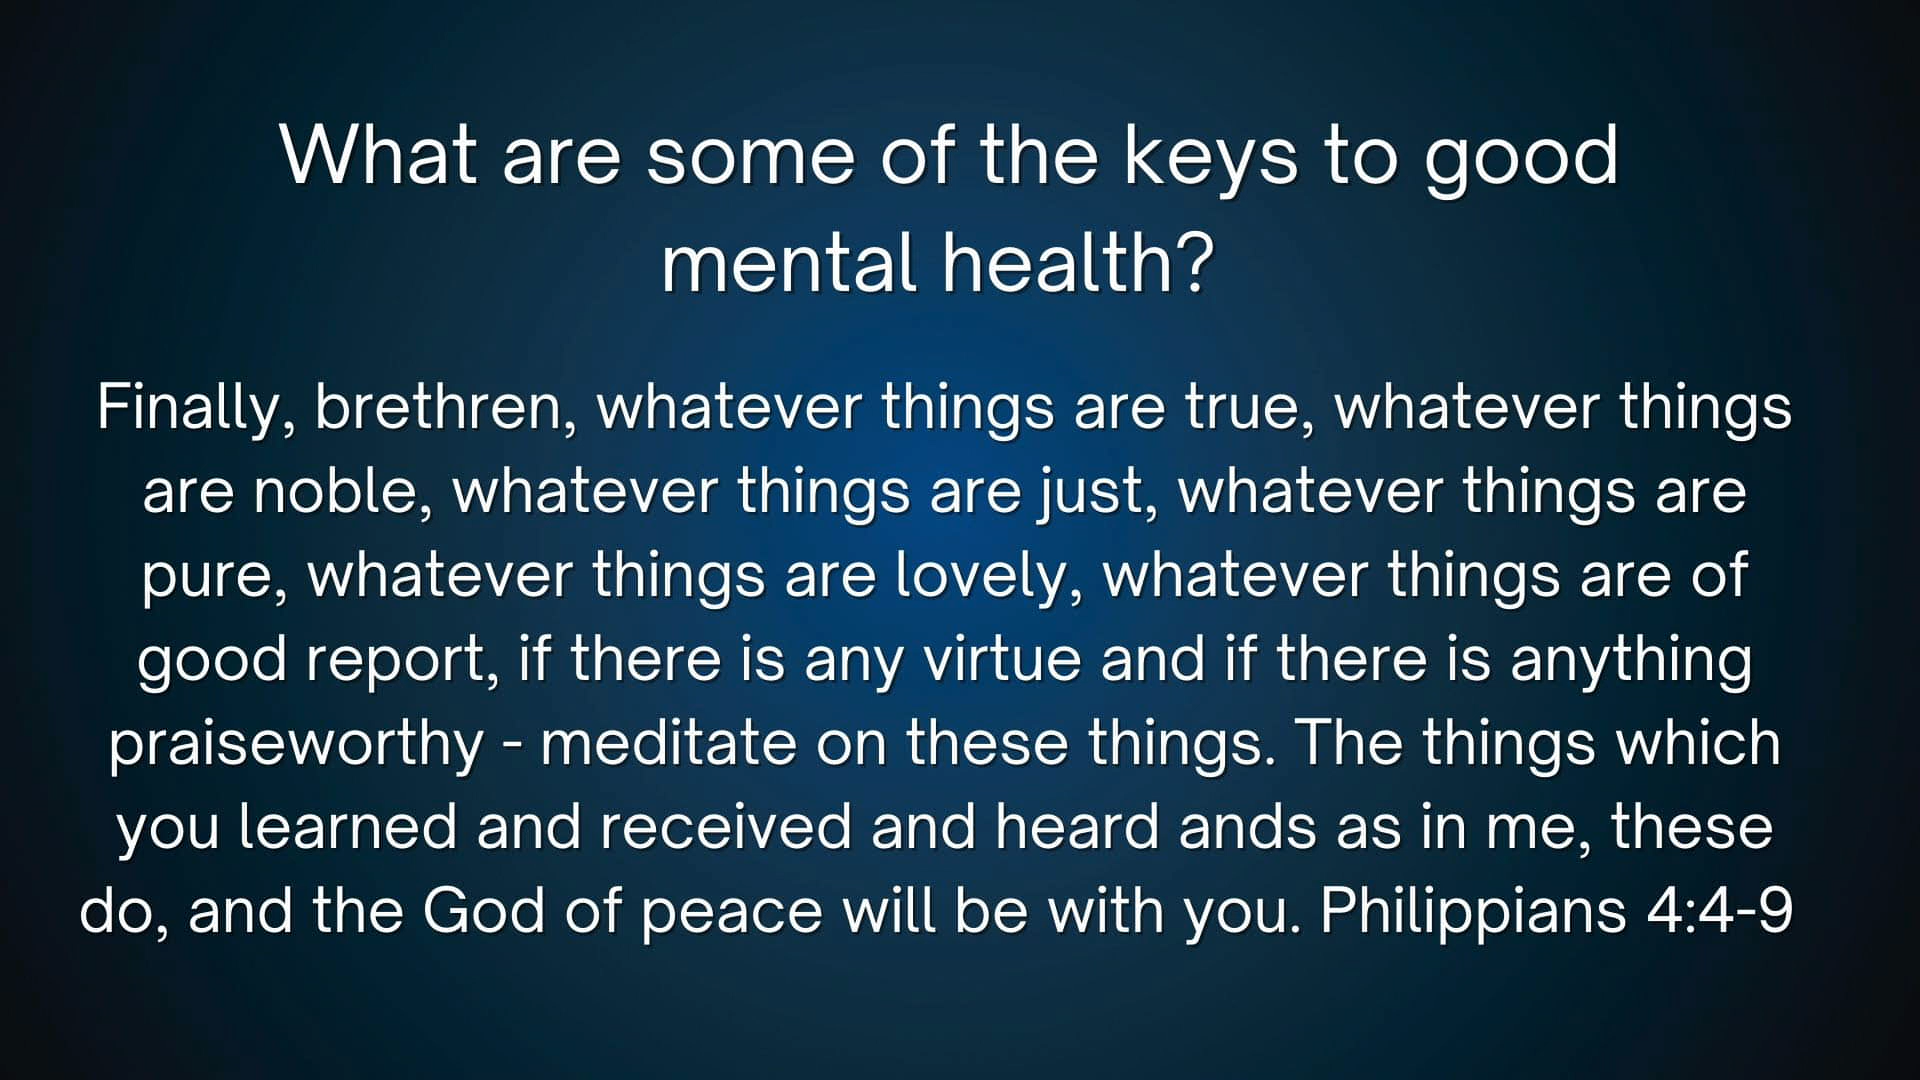 What are some of the keys to good
mental health?
Finally, brethren, whatever things are true, whatever things
are noble, whatever things are just, whatever things are
pure, whatever things are lovely, whatever things are of
good report, if there is any virtue and if there is anything
praiseworthy - meditate on these things. The things which
you learned and received and heard ands as in me, these
do, and the God of peace will be with you. Philippians 4:4-9